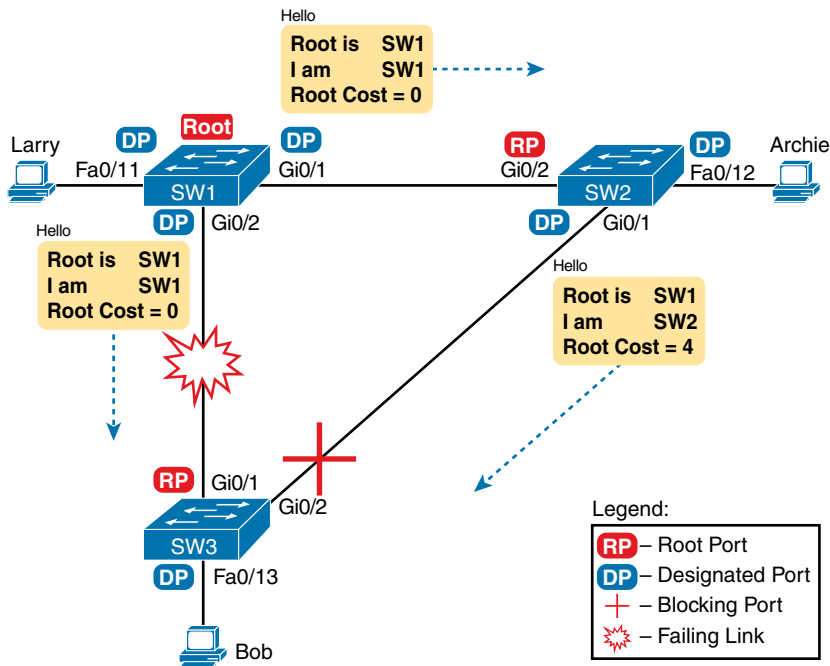 Hello
Root is SW1
I am SW1
Root Cost = 0
Larry
DP
Root
DP
RP
DP
Archie
Fa0/11
Gi0/1
Gi0/2
Fa0/12
SW1
SW2
DP
Gi0/2
DP
Gi0/1
Hello
Root is SW1
I am SW1
Root Cost = 0
Hello
Root is SW1
I am SW2
Root Cost = 4
RP
Gi0/1
Gi0/2
SW3
DP
Fa0/13
Bob
Legend:
RP – Root Port
DP – Designated Port
– Blocking Port
– Failing Link